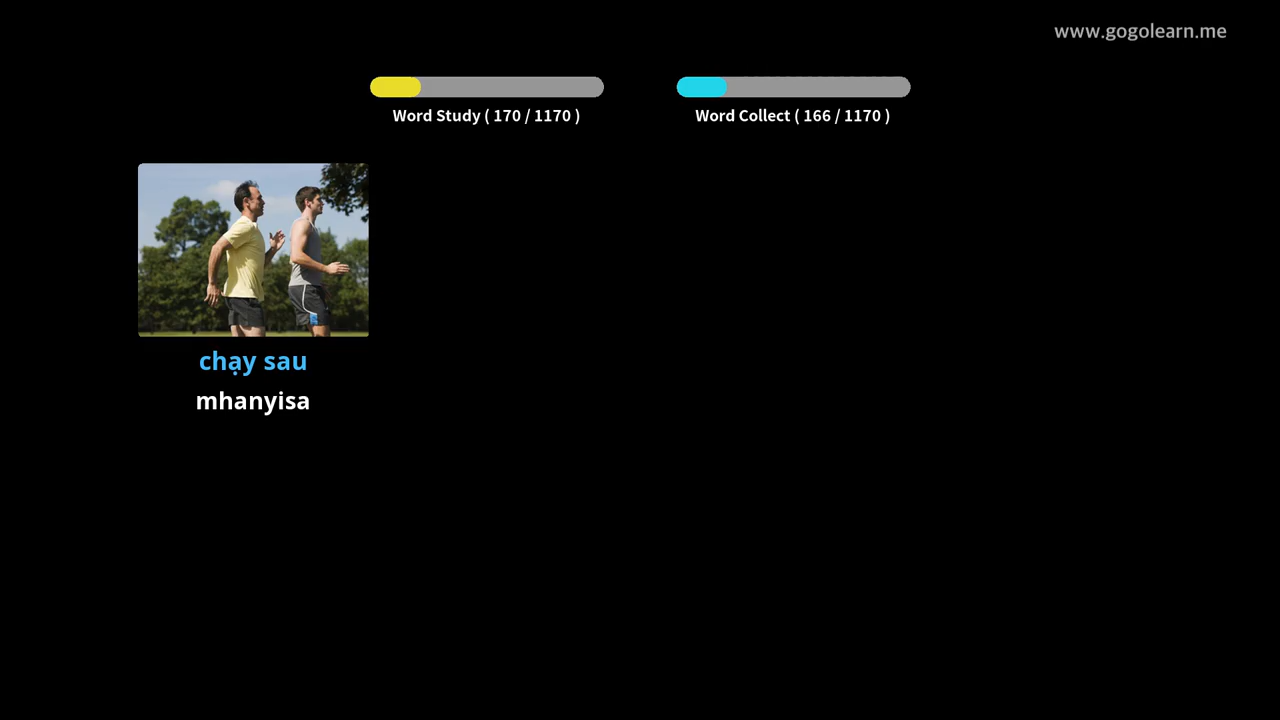 www.gogolearn.me
Word Study ( 170 / 1170 )
Word Collect ( 166 / 1170 )
chạy sau
mhanyisa